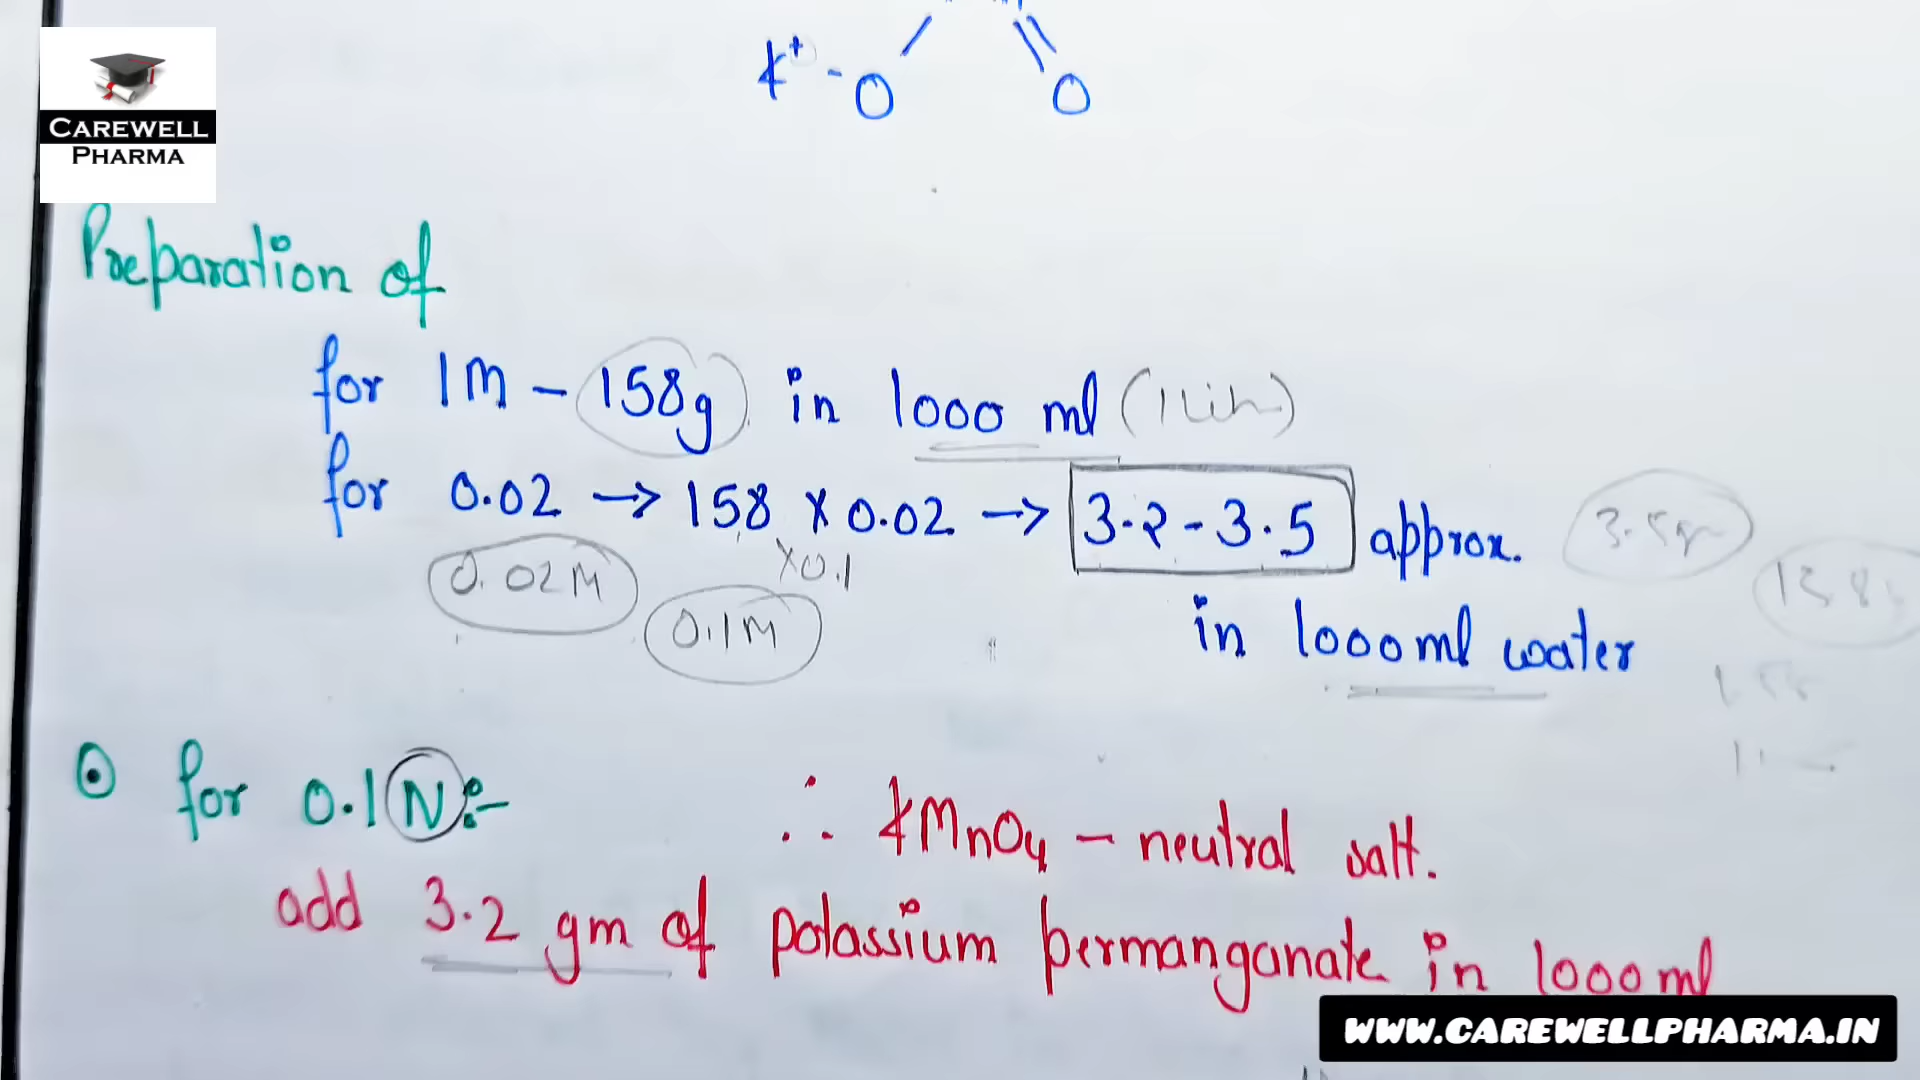 K+ - O O
CAREWELL
PHARMA
Preparation of
for 1M - 158g in 1000 ml
for 0.02 → 158 x 0.02 → 3.2 - 3.5 approx.
x0.1
0.02M
0.1M
in 1000ml water
for 0.1 N:-
∴ KMnO4 - neutral salt.
add 3.2 gm of potassium permanganate in 1000ml
WWW.CAREWELLPHARMA.IN